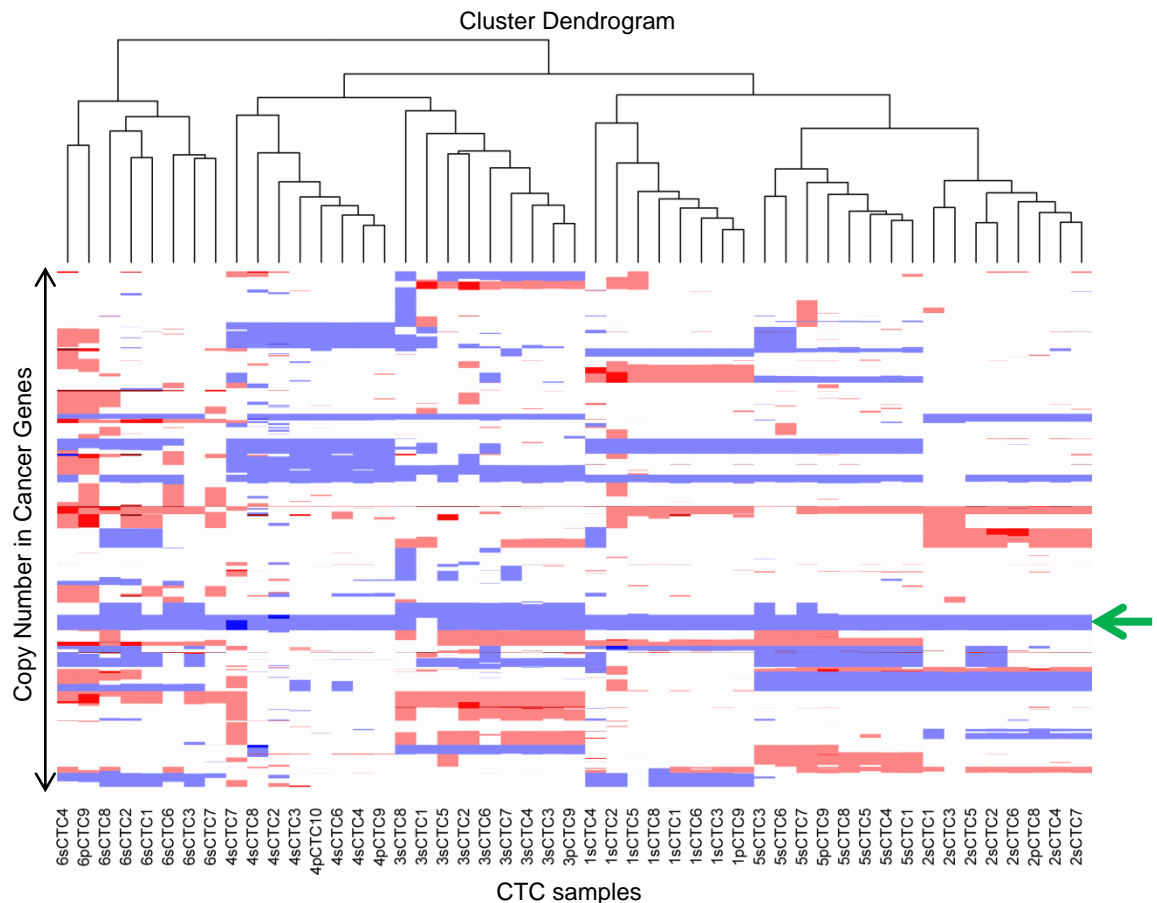 Cluster Dendrogram
Copy Number in Cancer Genes
6sCTC4
6pCTC9
6sCTC8
6sCTC2
6sCTC1
6sCTC6
6sCTC3
6sCTC7
4sCTC7
4sCTC8
4sCTC2
4sCTC3
4pCTC10
4sCTC6
4sCTC4
4pCTC9
3sCTC8
3sCTC1
3sCTC5
3sCTC2
3sCTC6
3sCTC7
3sCTC4
3sCTC3
3pCTC9
1sCTC4
1sCTC2
1sCTC5
1sCTC8
1sCTC1
1sCTC6
1sCTC3
1pCTC9
5sCTC3
5sCTC6
5sCTC7
5pCTC9
5sCTC8
5sCTC5
5sCTC4
5sCTC1
2sCTC1
2sCTC3
2sCTC5
2sCTC2
2sCTC6
2pCTC8
2sCTC4
2sCTC7
CTC samples